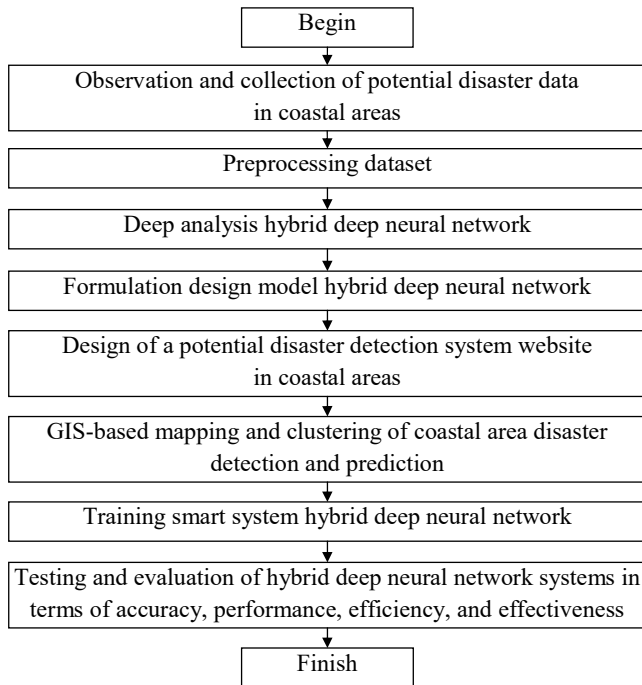 Begin
Observation and collection of potential disaster data
in coastal areas
Preprocessing dataset
Deep analysis hybrid deep neural network
Formulation design model hybrid deep neural network
Design of a potential disaster detection system website
in coastal areas
GIS-based mapping and clustering of coastal area disaster
detection and prediction
Training smart system hybrid deep neural network
Testing and evaluation of hybrid deep neural network systems in
terms of accuracy, performance, efficiency, and effectiveness
Finish